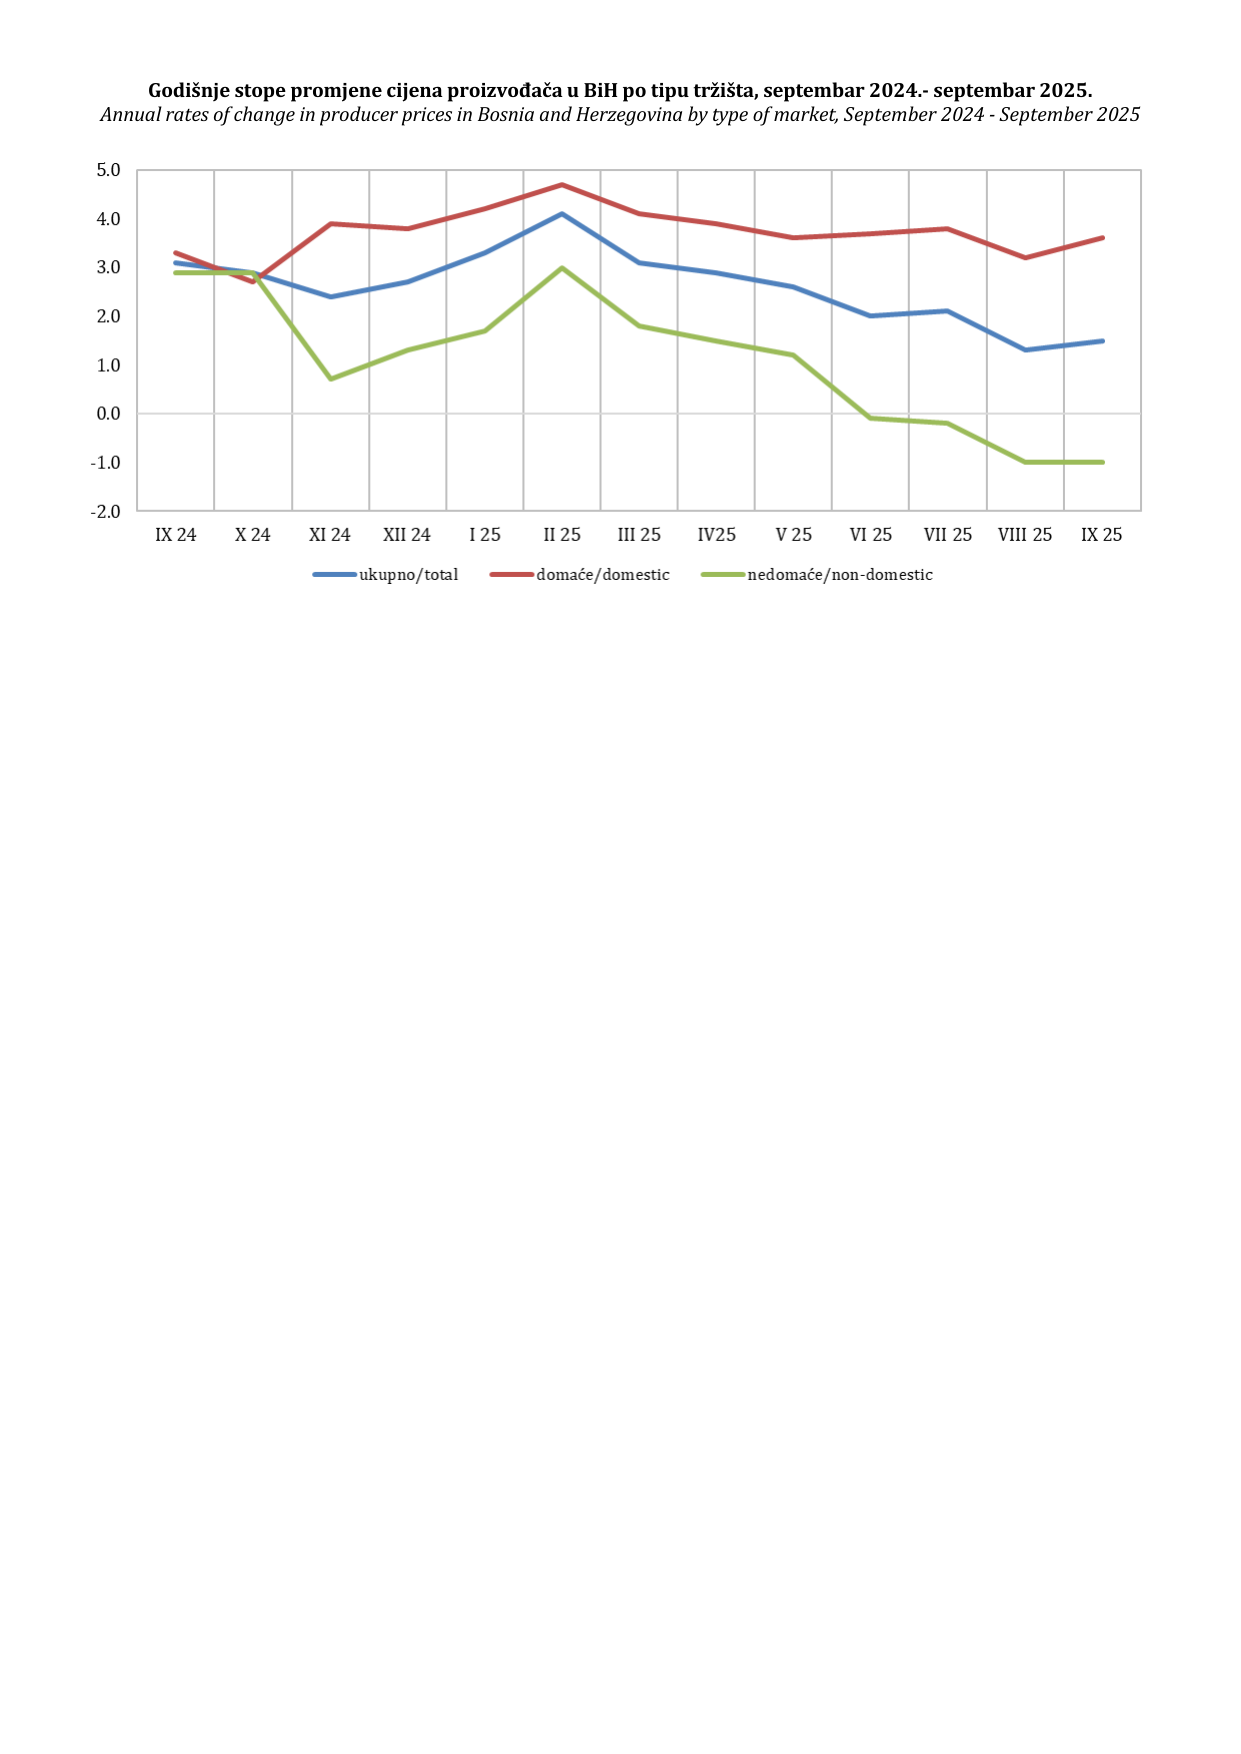 Godišnje stope promjene cijena proizvođača u BiH po tipu tržišta, septembar 2024.- septembar 2025.
Annual rates of change in producer prices in Bosnia and Herzegovina by type of market, September 2024 - September 2025
5.0
4.0
3.0
2.0
1.0
0.0
-1.0
-2.0
IX 24 X 24 XI 24 XII 24 I 25 II 25 III 25 IV25 V 25 VI 25 VII 25 VIII 25 IX 25
ukupno/total domaće/domestic nedomaće/non-domestic